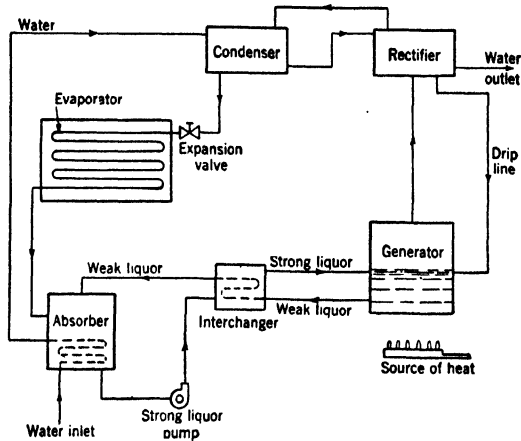 Water
Condenser
Rectifier
Water
outlet
Evaporator
Expansion
valve
Drip
line
Generator
Strong liquor
Weak liquor
Weak liquor
Interchanger
Absorber
Source of heat
Strong liquor
pump
Water inlet